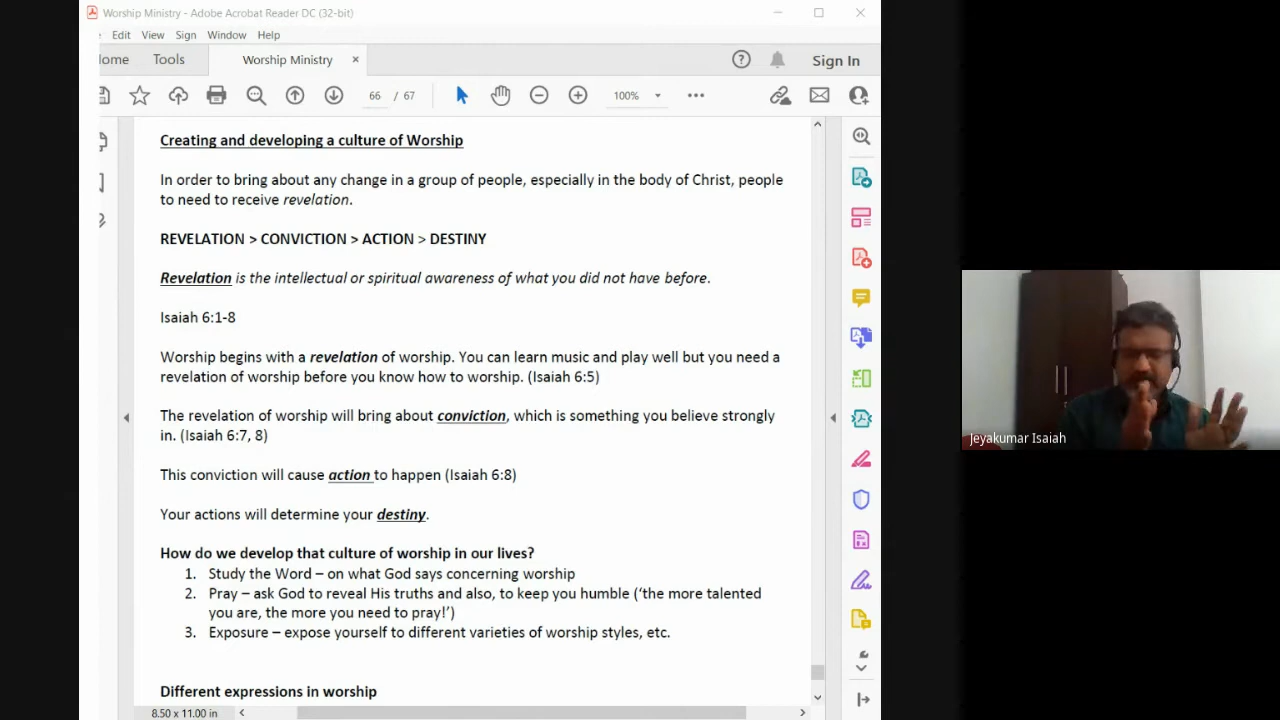 Worship Ministry - Adobe Acrobat Reader DC (32-bit)
Edit View Sign Window Help
ome Tools Worship Ministry × Sign In
66 / 67 100%
Creating and developing a culture of Worship
In order to bring about any change in a group of people, especially in the body of Christ, people
to need to receive revelation.
REVELATION > CONVICTION > ACTION > DESTINY
Revelation is the intellectual or spiritual awareness of what you did not have before.
Isaiah 6:1-8
Worship begins with a revelation of worship. You can learn music and play well but you need a
revelation of worship before you know how to worship. (Isaiah 6:5)
The revelation of worship will bring about conviction, which is something you believe strongly
in. (Isaiah 6:7, 8)
This conviction will cause action to happen (Isaiah 6:8)
Your actions will determine your destiny.
How do we develop that culture of worship in our lives?
1. Study the Word – on what God says concerning worship
2. Pray – ask God to reveal His truths and also, to keep you humble (‘the more talented
you are, the more you need to pray!’)
3. Exposure – expose yourself to different varieties of worship styles, etc.
Different expressions in worship
8.50 x 11.00 in
Jeyakumar Isaiah